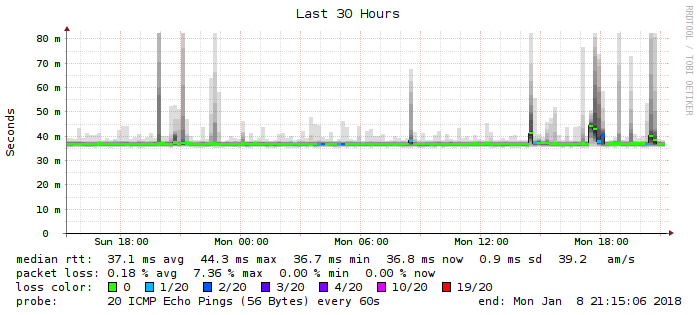 Last 30 Hours
RRDTOOL / TOBI OETIKER
Seconds
80 m
70 m
60 m
50 m
40 m
30 m
20 m
10 m
0
Sun 18:00 Mon 00:00 Mon 06:00 Mon 12:00 Mon 18:00
median rtt: 37.1 ms avg 44.3 ms max 36.7 ms min 36.8 ms now 0.9 ms sd 39.2 am/s
packet loss: 0.18 % avg 7.36 % max 0.00 % min 0.00 % now
loss color: 0 1/20 2/20 3/20 4/20 10/20 19/20
probe: 20 ICMP Echo Pings (56 Bytes) every 60s end: Mon Jan 8 21:15:06 2018